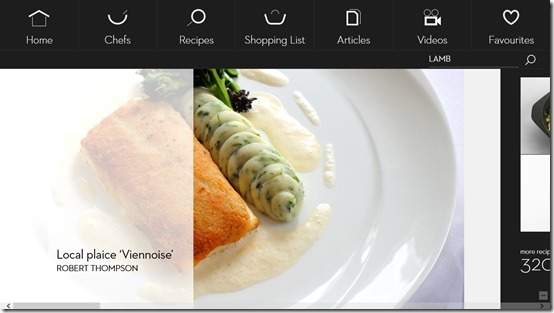 Home Chefs Recipes Shopping List Articles Videos Favourites
LAMB
Local plaice ‘Viennoise’
ROBERT THOMPSON
more recip
320